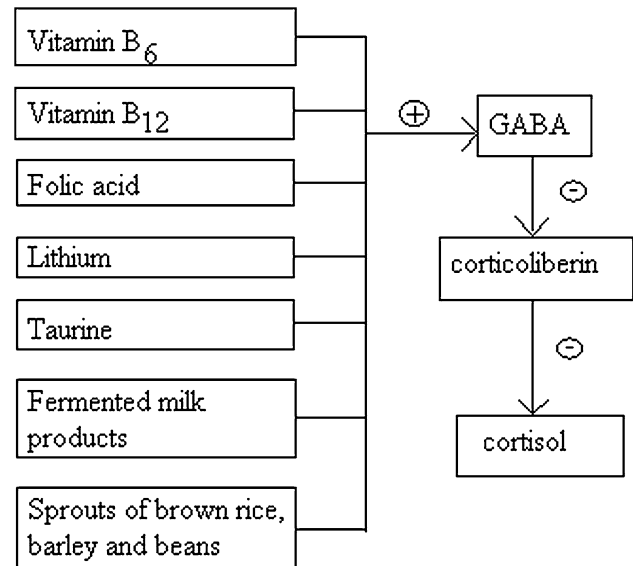 Vitamin B6
Vitamin B12
Folic acid
Lithium
Taurine
Fermented milk
products
Sprouts of brown rice,
barley and beans
+
GABA
-
corticoliberin
-
cortisol